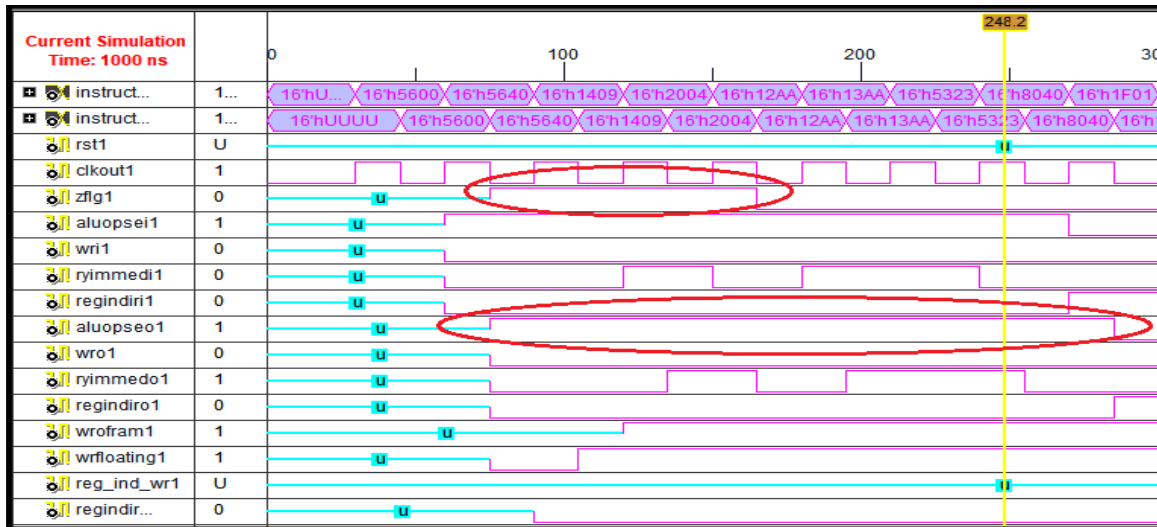 248.2
Current Simulation
Time: 1000 ns
0 100 200 30
instruct... 1... 16'hU... 16'h5600 16'h5640 16'h1409 16'h2004 16'h12AA 16'h13AA 16'h5323 16'h8040 16'h1F01
instruct... 1... 16'hUUUU 16'h5600 16'h5640 16'h1409 16'h2004 16'h12AA 16'h13AA 16'h5323 16'h8040 16'h
rst1 U u
clkout1 1
zflg1 0 u
aluopsei1 1 u
wri1 0 u
ryimmedi1 1 u
regindiri1 0 u
aluopseo1 1 u
wro1 0 u
ryimmedo1 1 u
regindiro1 0 u
wrofram1 1 u
wrfloating1 1 u
reg_ind_wr1 U u
regindir... 0 u